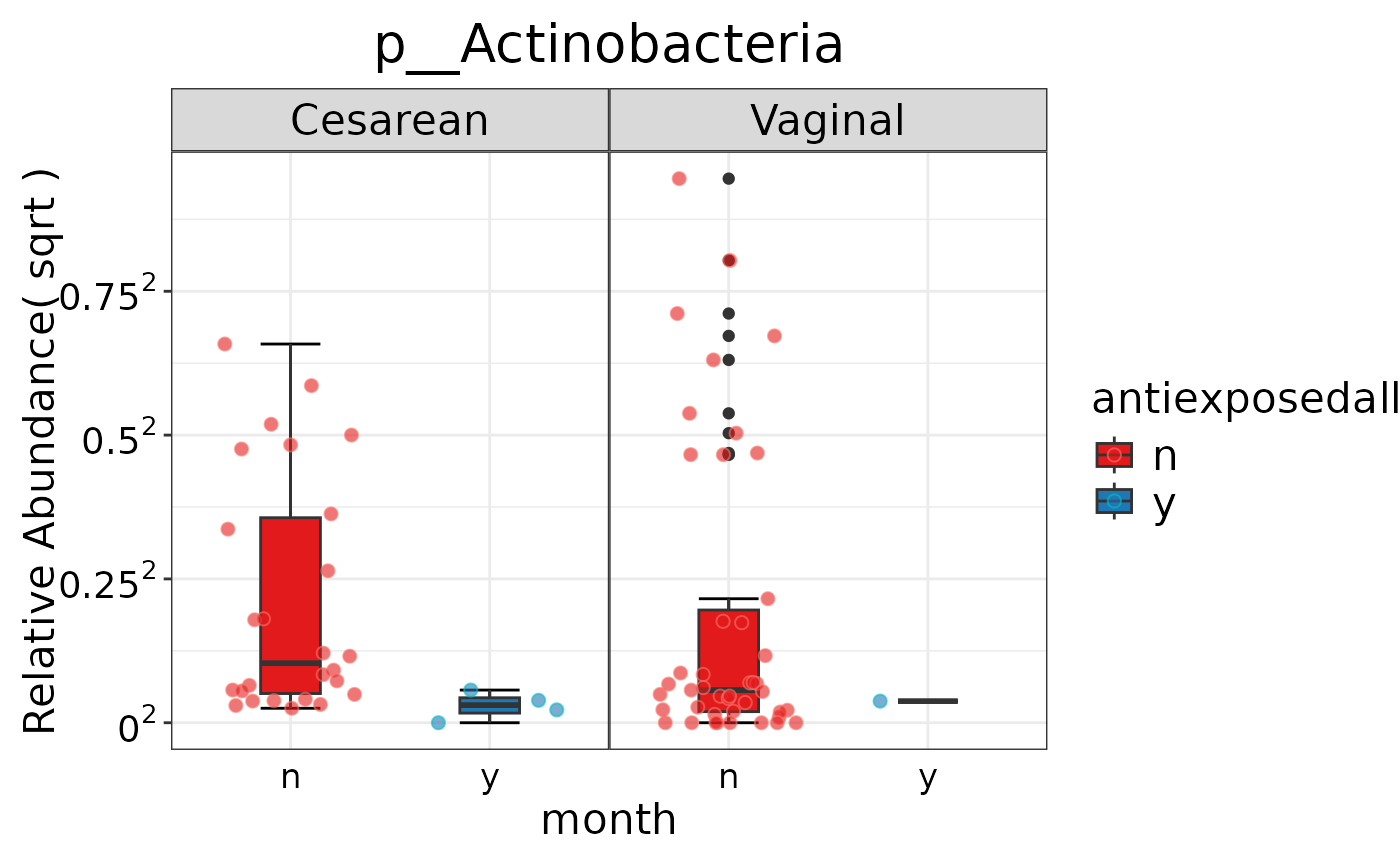 p__Actinobacteria
Cesarean Vaginal
Relative Abundance( sqrt )
0.75²
0.5²
0.25²
0²
n y n y
month
antiexposedall
n
y